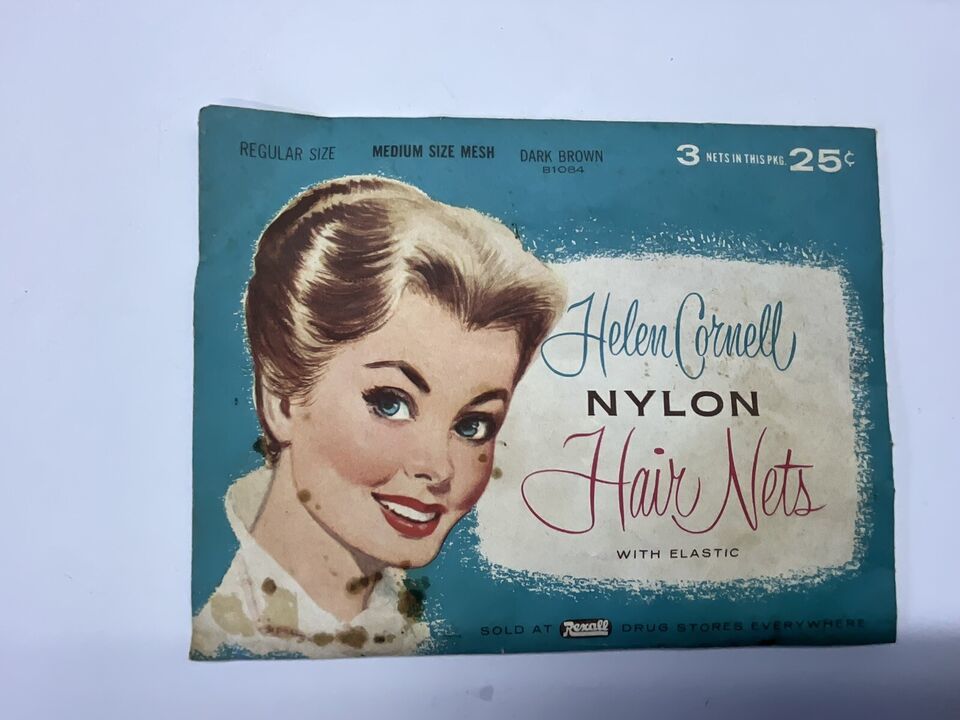 REGULAR SIZE MEDIUM SIZE MESH DARK BROWN 3 NETS IN THIS PKG. 25¢
B1084
Helen Cornell
NYLON
Hair Nets
WITH ELASTIC
SOLD AT Rexall DRUG STORES EVERYWHERE